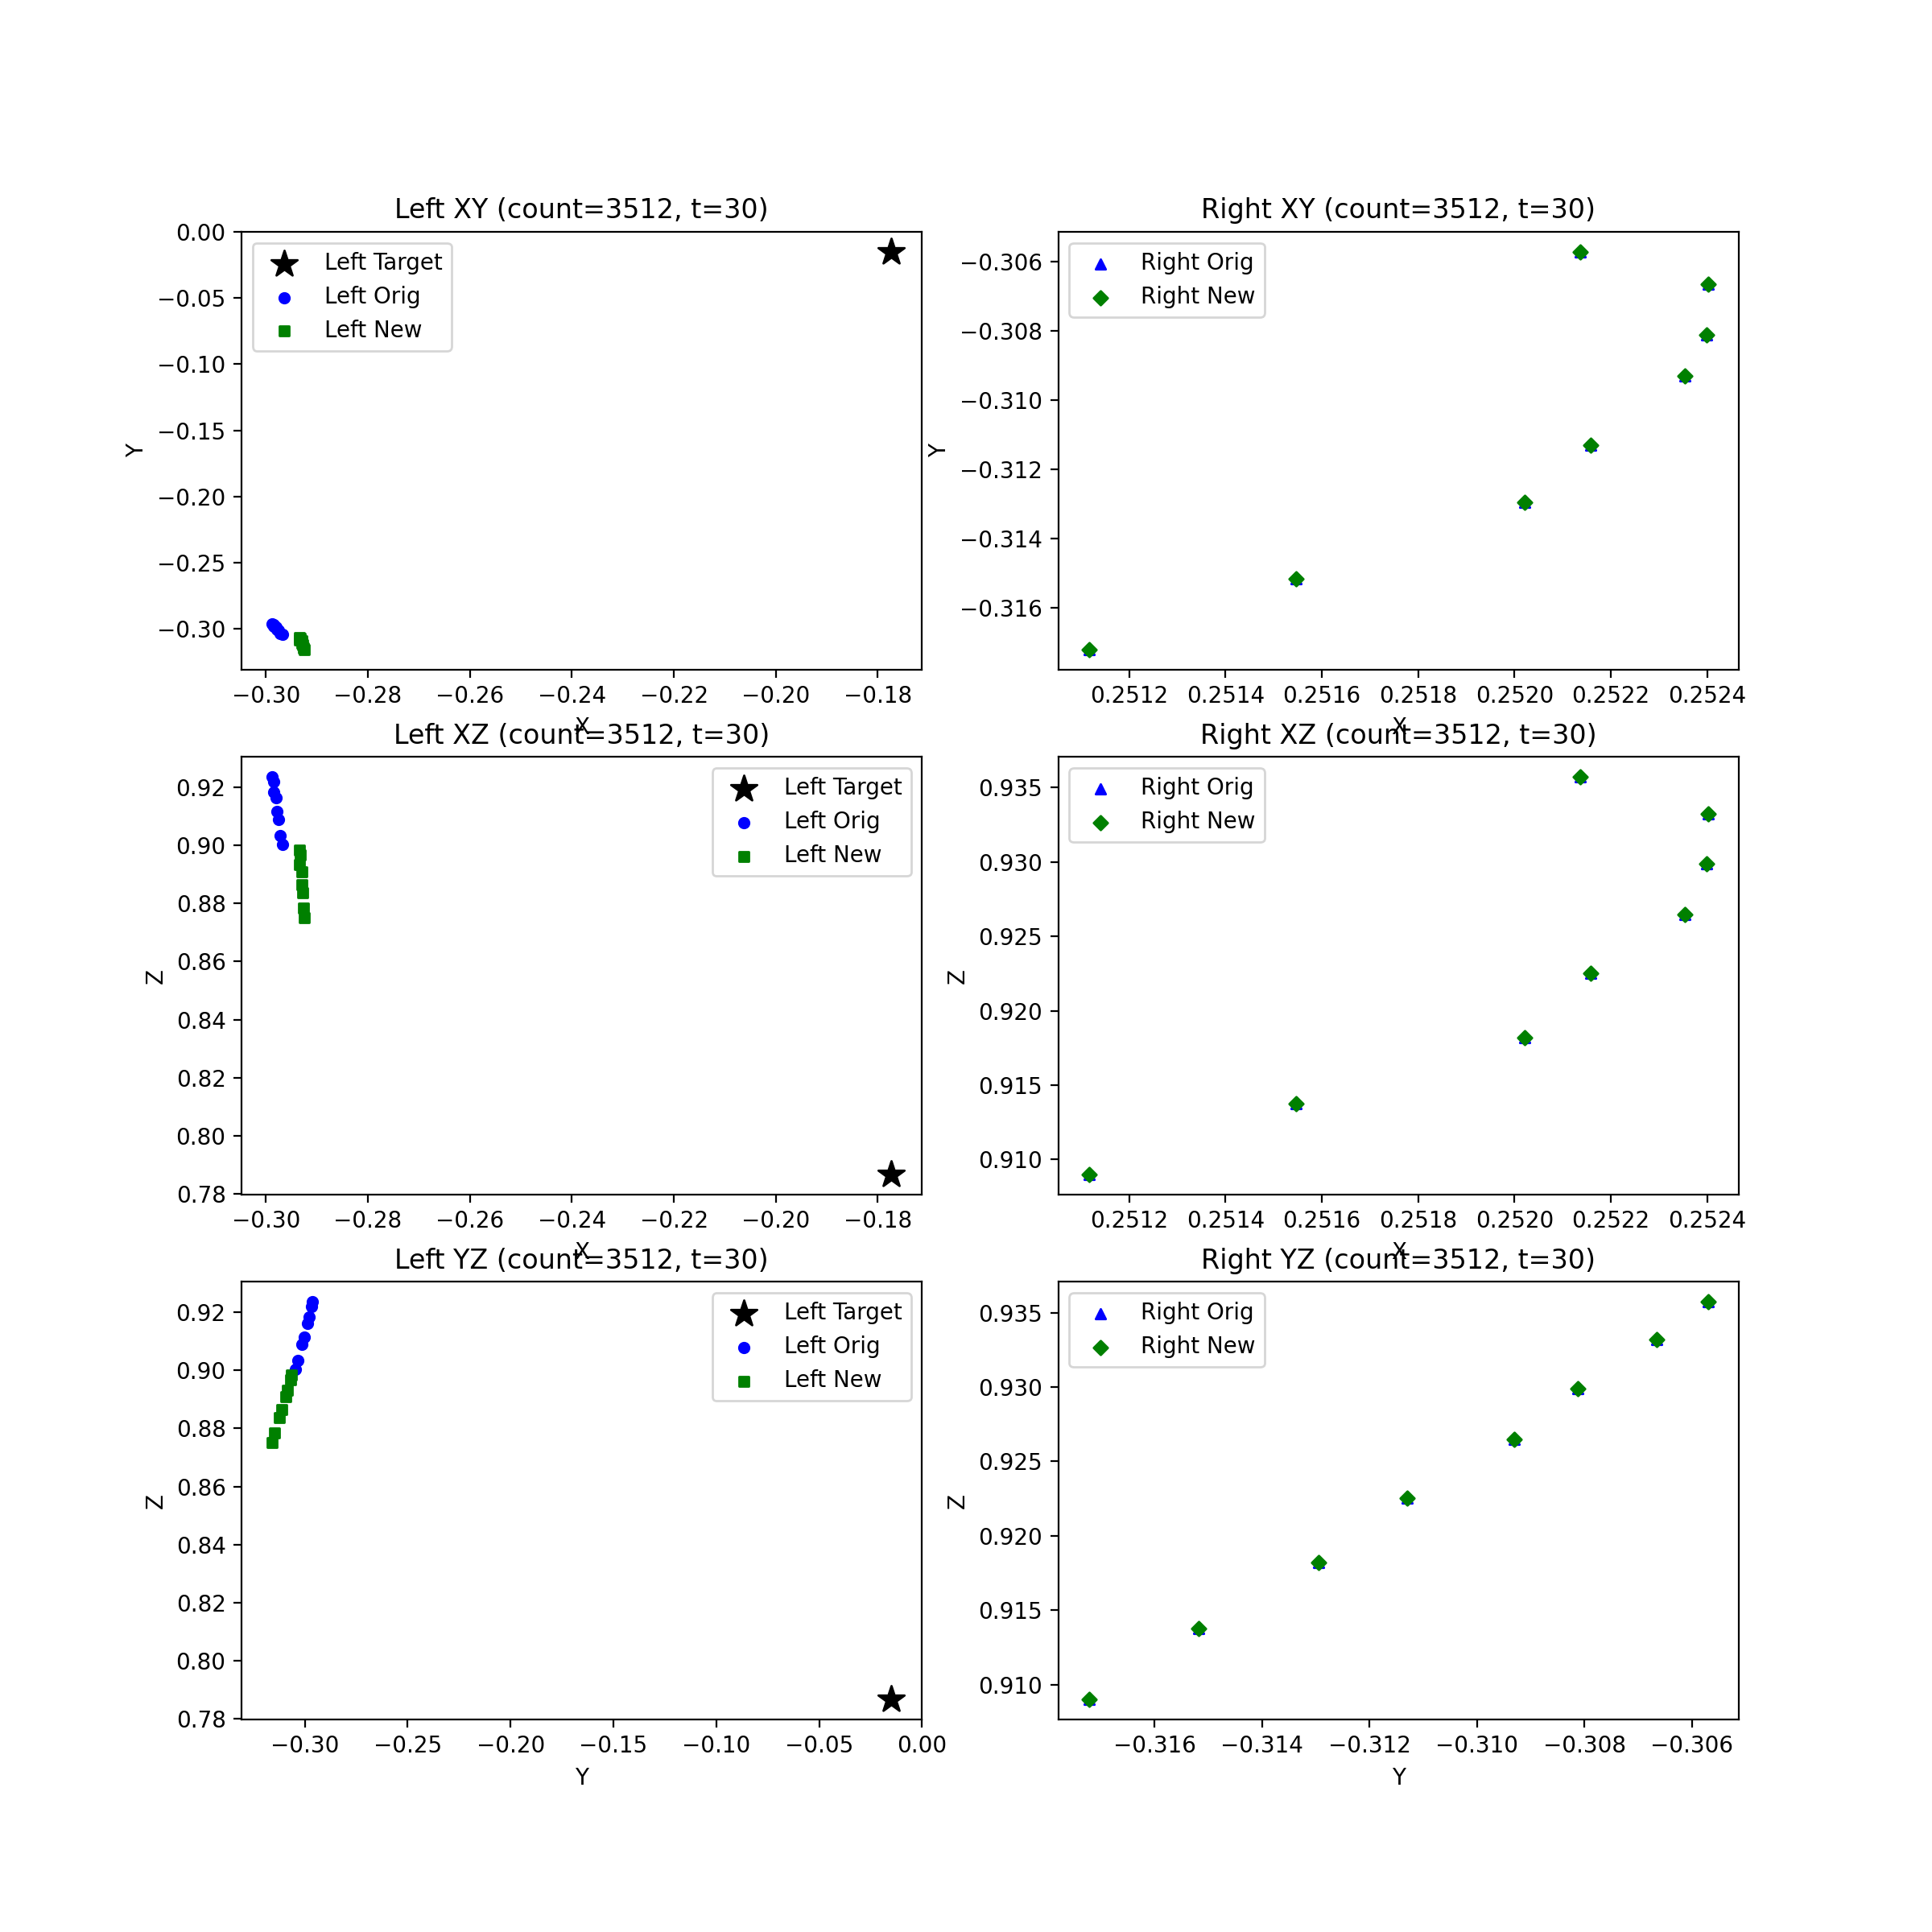 Left XY (count=3512, t=30)
0.00
−0.05
−0.10
−0.15
−0.20
−0.25
−0.30
Y
Left Target
Left Orig
Left New
−0.30 −0.28 −0.26 −0.24 −0.22 −0.20 −0.18
X
Right XY (count=3512, t=30)
−0.306
−0.308
−0.310
−0.312
−0.314
−0.316
Y
Right Orig
Right New
0.2512 0.2514 0.2516 0.2518 0.2520 0.2522 0.2524
X
Left XZ (count=3512, t=30)
0.92
0.90
0.88
0.86
0.84
0.82
0.80
0.78
Z
Left Target
Left Orig
Left New
−0.30 −0.28 −0.26 −0.24 −0.22 −0.20 −0.18
X
Right XZ (count=3512, t=30)
0.935
0.930
0.925
0.920
0.915
0.910
Z
Right Orig
Right New
0.2512 0.2514 0.2516 0.2518 0.2520 0.2522 0.2524
X
Left YZ (count=3512, t=30)
0.92
0.90
0.88
0.86
0.84
0.82
0.80
0.78
Z
Left Target
Left Orig
Left New
−0.30 −0.25 −0.20 −0.15 −0.10 −0.05 0.00
Y
Right YZ (count=3512, t=30)
0.935
0.930
0.925
0.920
0.915
0.910
Z
Right Orig
Right New
−0.316 −0.314 −0.312 −0.310 −0.308 −0.306
Y